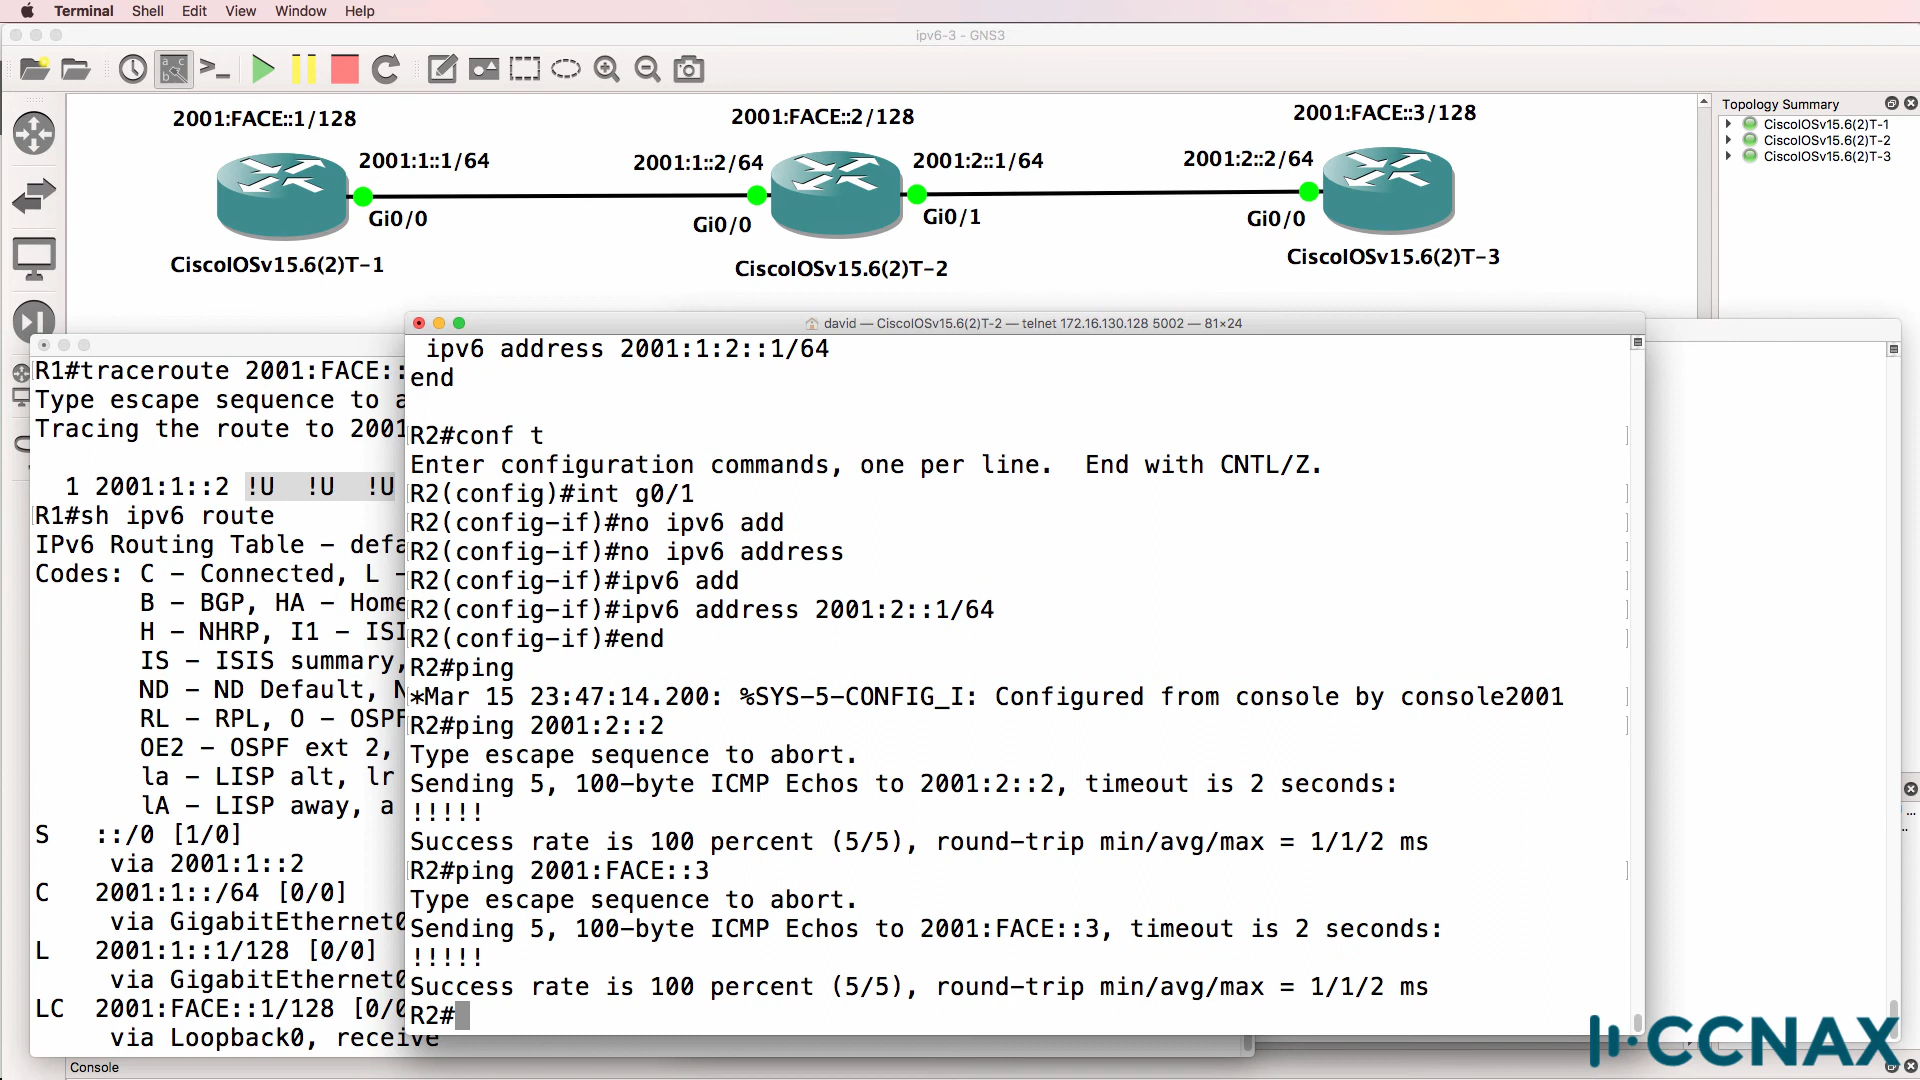 Terminal Shell Edit View Window Help
ipv6-3 - GNS3
2001:FACE::1/128
2001:FACE::2/128
2001:FACE::3/128
2001:1::1/64
2001:1::2/64
2001:2::1/64
2001:2::2/64
Gi0/0
Gi0/0
Gi0/1
Gi0/0
CiscoIOSv15.6(2)T-1
CiscoIOSv15.6(2)T-2
CiscoIOSv15.6(2)T-3
Topology Summary
CiscoIOSv15.6(2)T-1
CiscoIOSv15.6(2)T-2
CiscoIOSv15.6(2)T-3
R1#traceroute 2001:FACE::
Type escape sequence to a
Tracing the route to 2001
1 2001:1::2 !U !U !U
R1#sh ipv6 route
IPv6 Routing Table - defa
Codes: C - Connected, L -
B - BGP, HA - Home
H - NHRP, I1 - ISI
IS - ISIS summary,
ND - ND Default, N
RL - RPL, O - OSPF
OE2 - OSPF ext 2,
la - LISP alt, lr
lA - LISP away, a
S ::/0 [1/0]
via 2001:1::2
C 2001:1::/64 [0/0]
via GigabitEthernet0
L 2001:1::1/128 [0/0]
via GigabitEthernet0
LC 2001:FACE::1/128 [0/0
via Loopback0, receive
david — CiscoIOSv15.6(2)T-2 — telnet 172.16.130.128 5002 — 81×24
ipv6 address 2001:1:2::1/64
end
R2#conf t
Enter configuration commands, one per line. End with CNTL/Z.
R2(config)#int g0/1
R2(config-if)#no ipv6 add
R2(config-if)#no ipv6 address
R2(config-if)#ipv6 add
R2(config-if)#ipv6 address 2001:2::1/64
R2(config-if)#end
R2#ping
*Mar 15 23:47:14.200: %SYS-5-CONFIG_I: Configured from console by console2001
R2#ping 2001:2::2
Type escape sequence to abort.
Sending 5, 100-byte ICMP Echos to 2001:2::2, timeout is 2 seconds:
!!!!!
Success rate is 100 percent (5/5), round-trip min/avg/max = 1/1/2 ms
R2#ping 2001:FACE::3
Type escape sequence to abort.
Sending 5, 100-byte ICMP Echos to 2001:FACE::3, timeout is 2 seconds:
!!!!!
Success rate is 100 percent (5/5), round-trip min/avg/max = 1/1/2 ms
R2#
Console
CCNAX